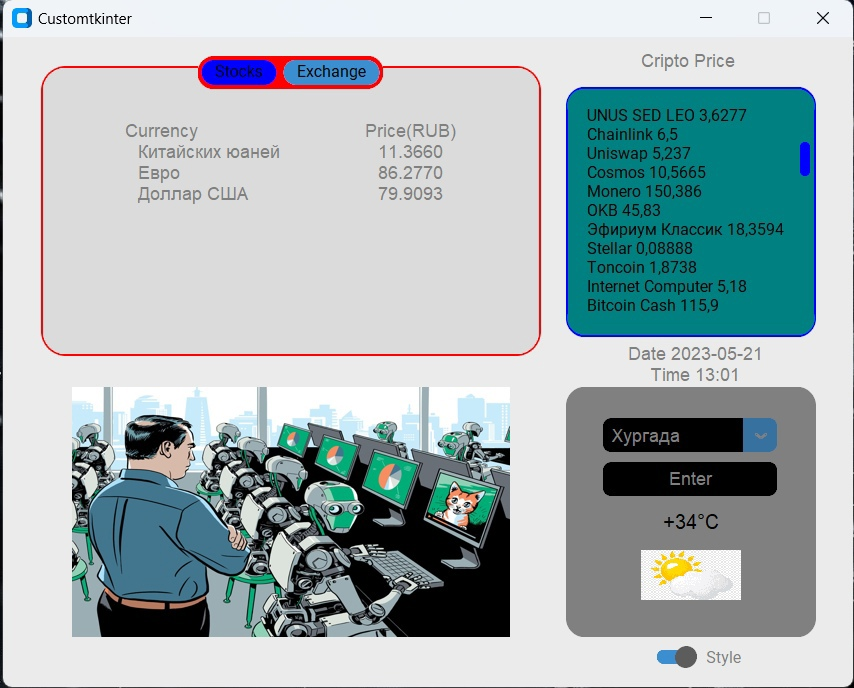 Customtkinter
Stocks Exchange
Currency Price(RUB)
Китайских юаней 11.3660
Евро 86.2770
Доллар США 79.9093
Cripto Price
UNUS SED LEO 3,6277
Chainlink 6,5
Uniswap 5,237
Cosmos 10,5665
Monero 150,386
OKB 45,83
Эфириум Классик 18,3594
Stellar 0,08888
Toncoin 1,8738
Internet Computer 5,18
Bitcoin Cash 115,9
Date 2023-05-21
Time 13:01
Хургада
Enter
+34°C
Style